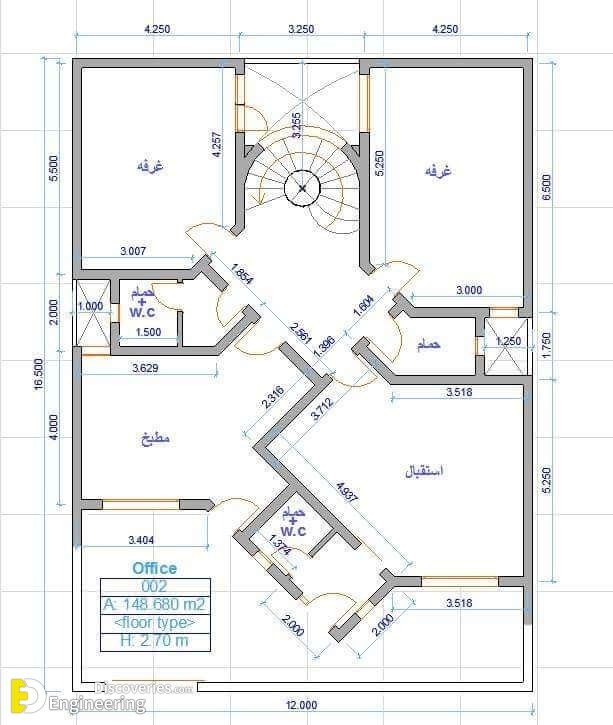 4.250 3.250 4.250
3.255
4.257
5.250
5.500
6.500
غرفه
غرفه
3.007
3.000
1.854
1.604
2.561
1.396
2.000
1.000
حمام
+
w.c
1.500
حمام
1.250
1.750
16.500
3.629
2.316
3.712
3.518
4.000
مطبخ
استقبال
4.937
5.250
حمام
+
w.c
1.374
3.404
3.518
2.000
2.000
Office
002
A: 148.680 m2
<floor type>
H: 2.70 m
12.000
ED
Discoveries.com
Engineering